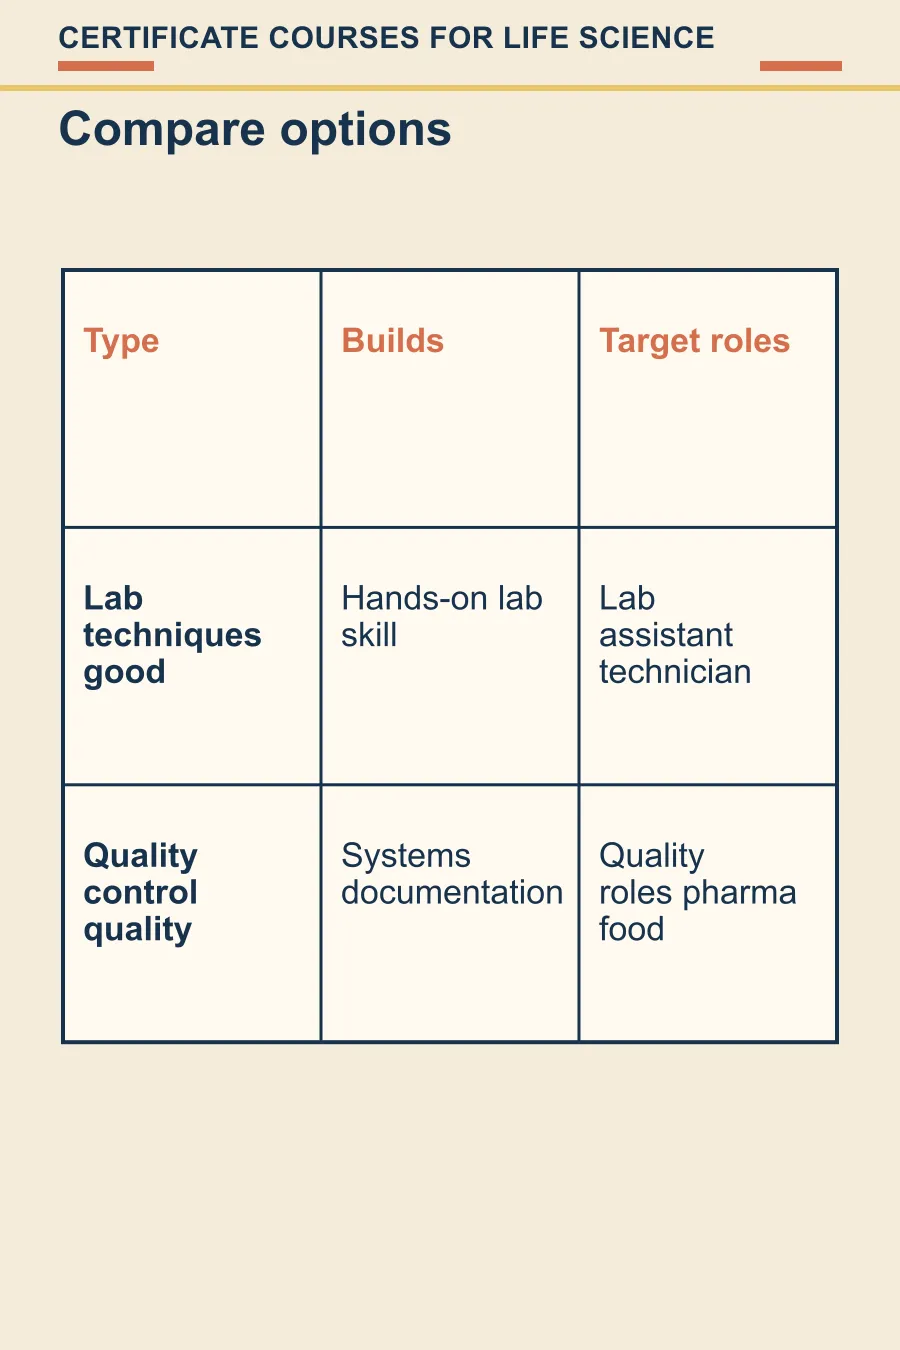 CERTIFICATE COURSES FOR LIFE SCIENCE
Compare options
Type
Builds
Target roles
Lab
techniques
good
Hands-on lab
skill
Lab
assistant
technician
Quality
control
quality
Systems
documentation
Quality
roles pharma
food